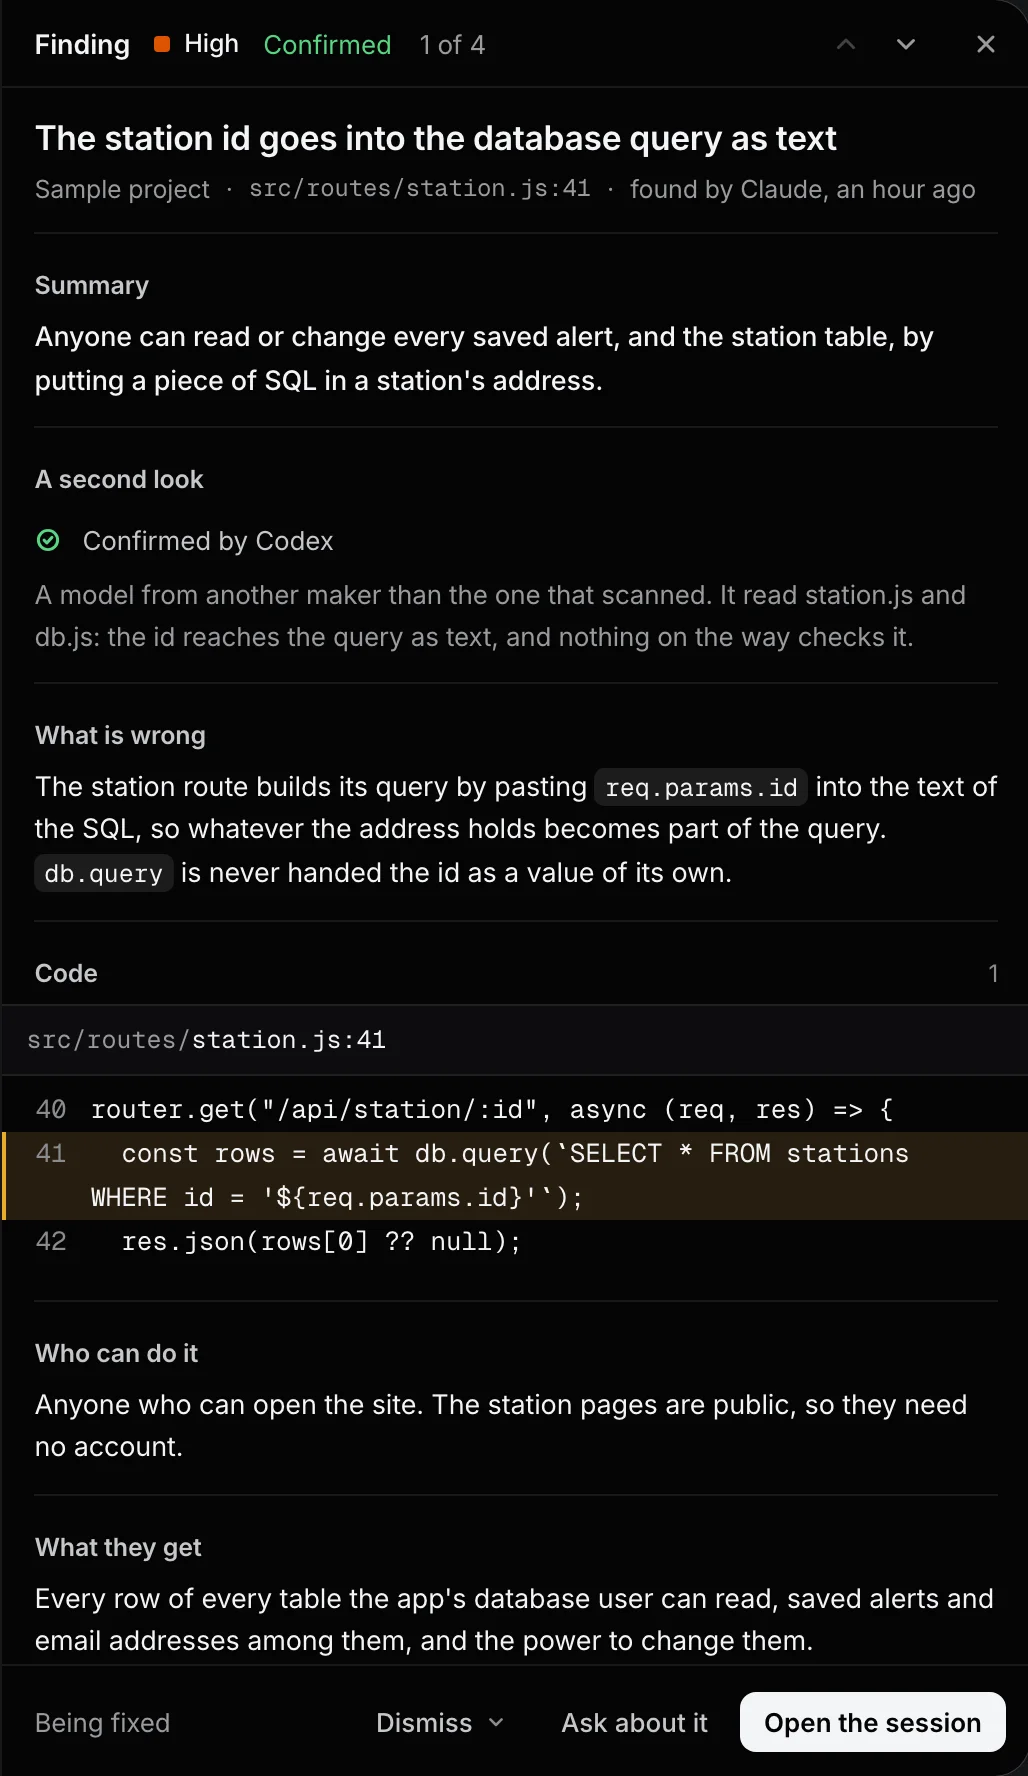 Finding High Confirmed 1 of 4
The station id goes into the database query as text
Sample project · src/routes/station.js:41 · found by Claude, an hour ago
Summary
Anyone can read or change every saved alert, and the station table, by
putting a piece of SQL in a station's address.
A second look
Confirmed by Codex
A model from another maker than the one that scanned. It read station.js and
db.js: the id reaches the query as text, and nothing on the way checks it.
What is wrong
The station route builds its query by pasting req.params.id into the text of
the SQL, so whatever the address holds becomes part of the query.
db.query is never handed the id as a value of its own.
Code 1
src/routes/station.js:41
40 router.get("/api/station/:id", async (req, res) => {
41   const rows = await db.query(`SELECT * FROM stations
WHERE id = '${req.params.id}'`);
42   res.json(rows[0] ?? null);
Who can do it
Anyone who can open the site. The station pages are public, so they need
no account.
What they get
Every row of every table the app's database user can read, saved alerts and
email addresses among them, and the power to change them.
Being fixed Dismiss Ask about it Open the session